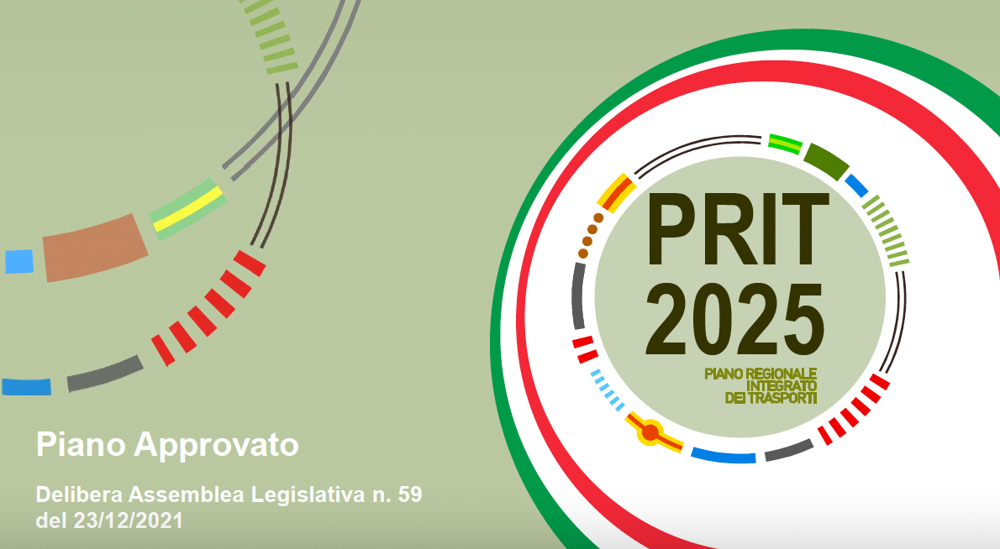 PRIT
2025
PIANO REGIONALE
INTEGRATO
DEI TRASPORTI
Piano Approvato
Delibera Assemblea Legislativa n. 59
del 23/12/2021